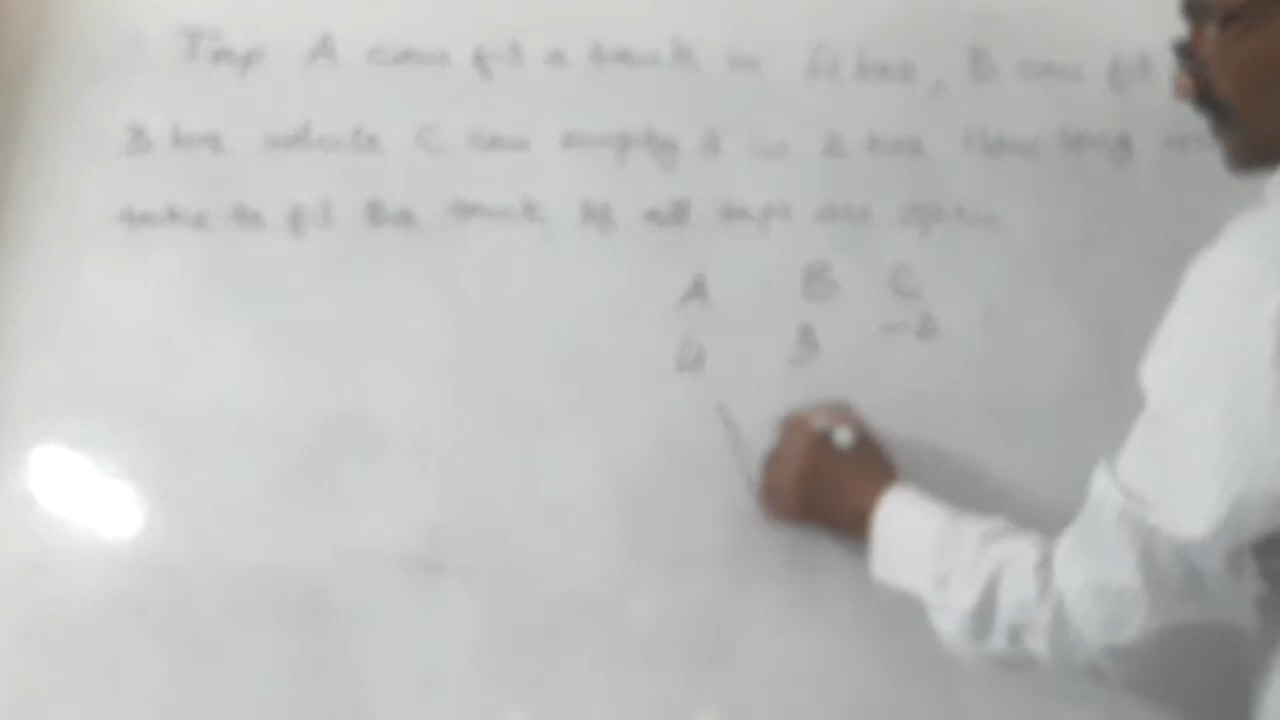 Tap A can fill a tank in 4 hrs, B can fill
3 hrs while C can empty it in 2 hrs How long
take to fill the tank if all taps are open
A B C
4 3 -2